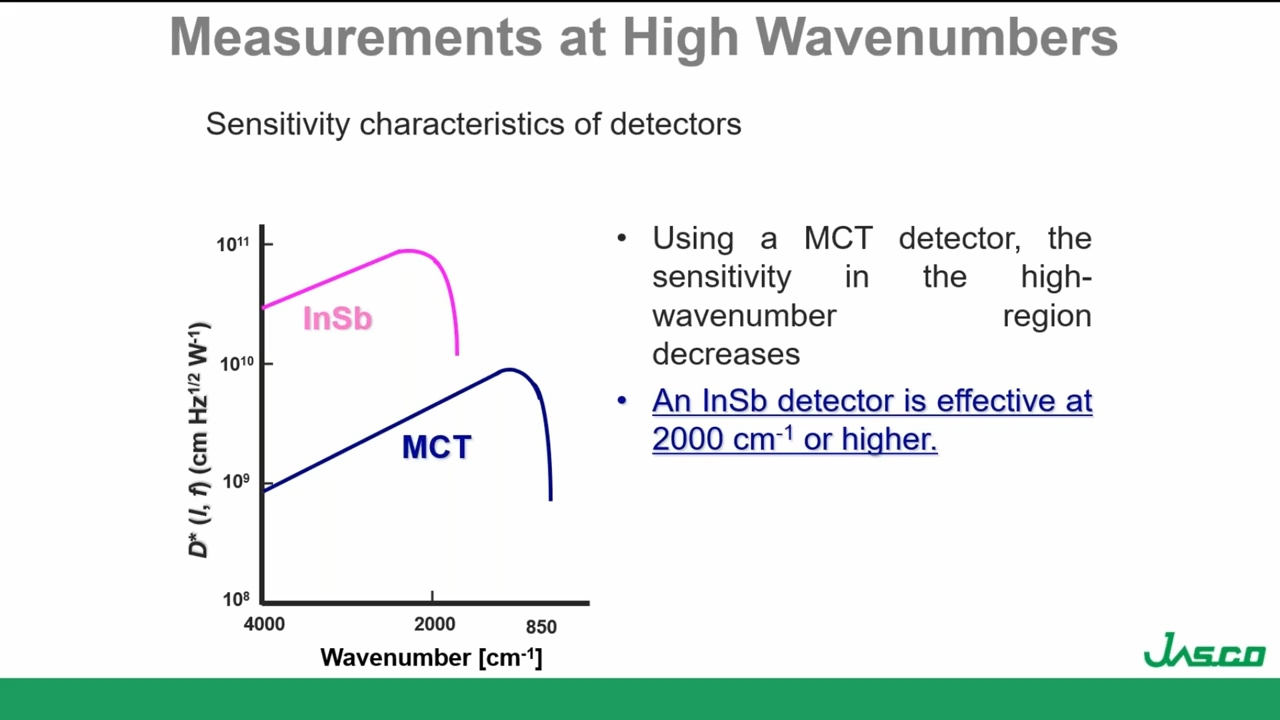 Measurements at High Wavenumbers
Sensitivity characteristics of detectors
10¹¹
10¹⁰
10⁹
10⁸
D* (l, f) (cm Hz¹/² W⁻¹)
InSb
MCT
4000
2000
850
Wavenumber [cm⁻¹]
• Using a MCT detector, the
sensitivity in the high-
wavenumber region
decreases
• An InSb detector is effective at
2000 cm⁻¹ or higher.
JASCO